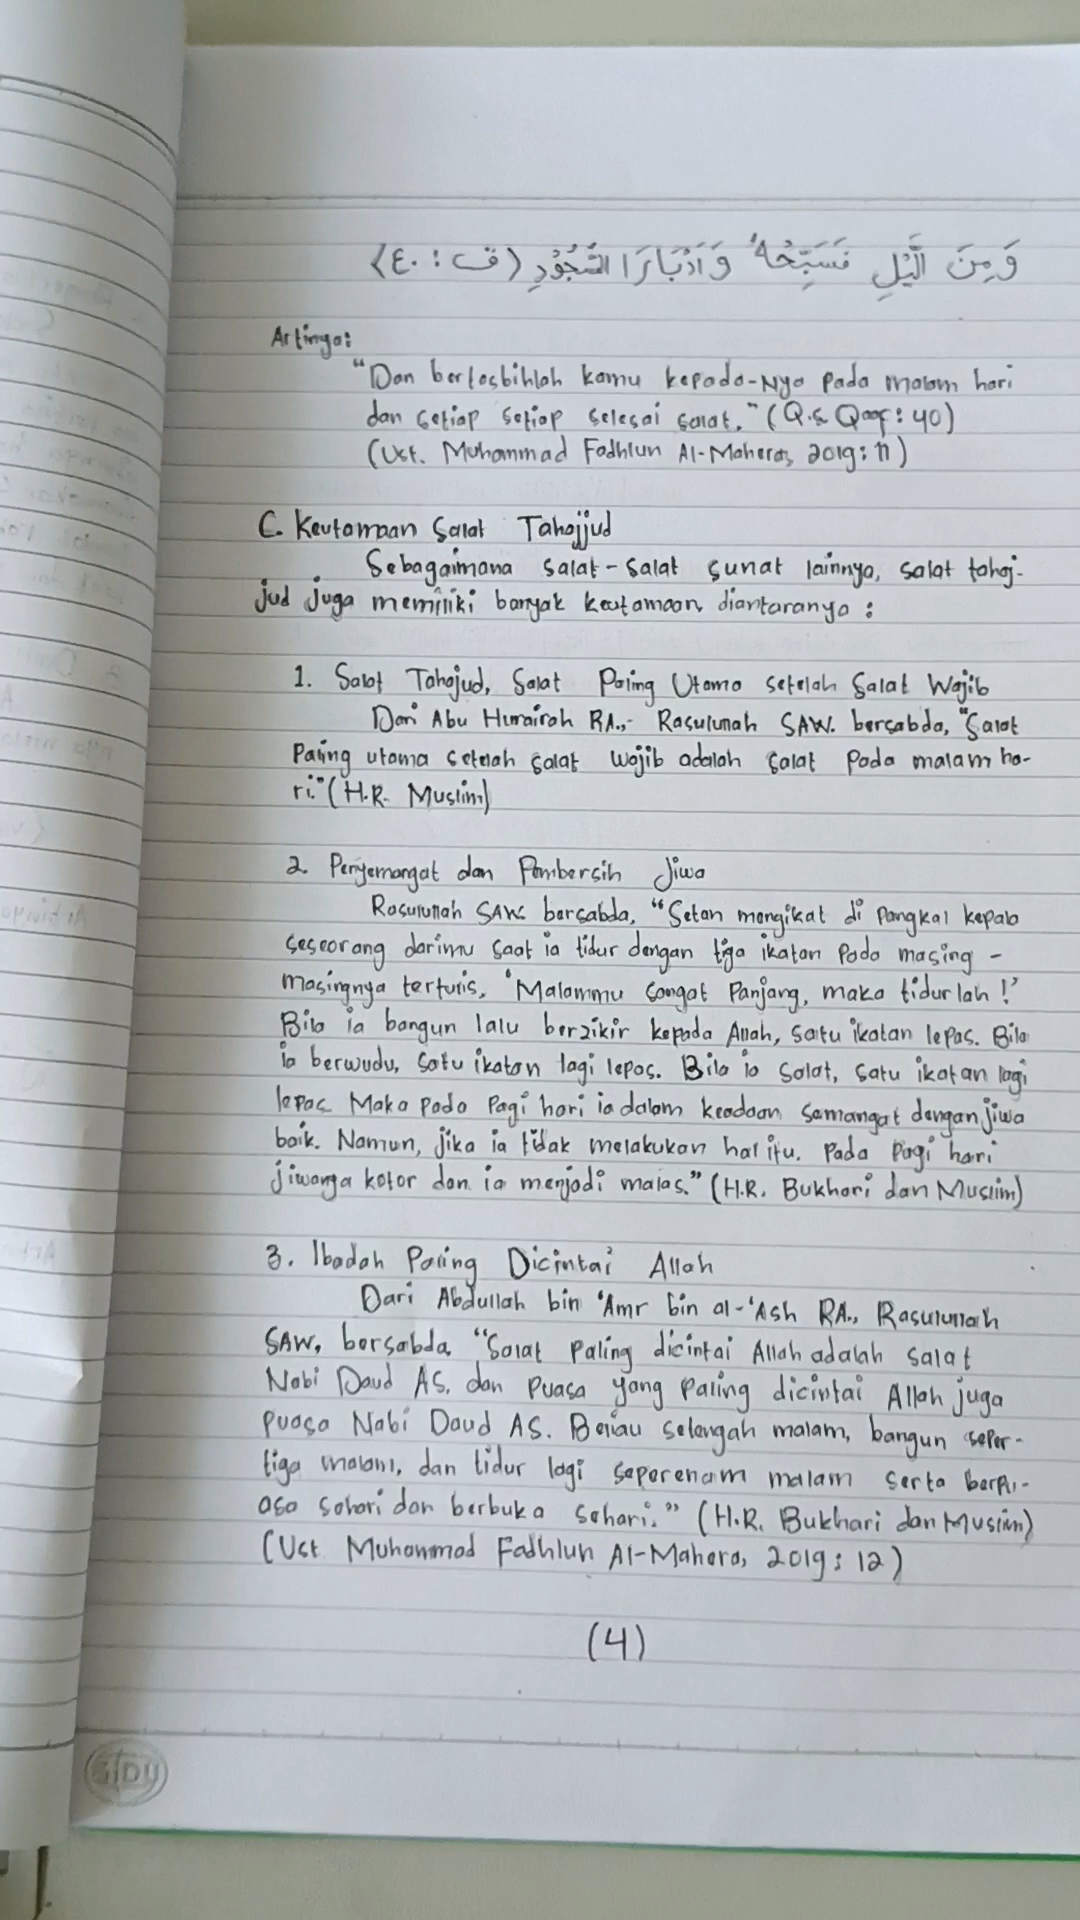 وَمِنَ الَّيْلِ فَسَبِّحْهُ وَاَدْبَارَ السُّجُوْدِ (ق : ٤٠)
Artinya:
"Dan bertasbihlah kamu kepada-Nya pada malam hari
dan setiap setiap selesai salat." (Q.S Qaaf: 40)
(Ust. Muhammad Fadhlun Al-Mahera, 2019: 11)
C. Keutamaan Salat Tahajjud
Sebagaimana salat-salat sunat lainnya, salat tahaj-
jud juga memiliki banyak keutamaan, diantaranya :
1. Salat Tahajud, Salat Paling Utama setelah Salat Wajib
Dari Abu Hurairah RA., Rasulullah SAW. bersabda, "Salat
Paling utama setelah salat wajib adalah salat pada malam ha-
ri." (H.R. Muslim)
2. Penyemangat dan Pembersih Jiwa
Rasulullah SAW. bersabda, "Setan mengikat di pangkal kepala
seseorang darimu saat ia tidur dengan tiga ikatan Pada masing -
masingnya tertulis, 'Malammu sangat Panjang, maka tidurlah !'
Bila ia bangun lalu berzikir kepada Allah, satu ikatan lepas. Bila
ia berwudu, satu ikatan lagi lepas. Bila ia salat, satu ikatan lagi
lepas. Maka pada Pagi hari ia dalam keadaan semangat dengan jiwa
baik. Namun, jika ia tidak melakukan hal itu. Pada pagi hari
jiwanya kotor dan ia menjadi malas." (H.R. Bukhari dan Muslim)
3. Ibadah Paling Dicintai Allah
Dari Abdullah bin 'Amr bin al-'Ash RA., Rasulullah
SAW, bersabda, "Salat Paling dicintai Allah adalah salat
Nabi Daud AS. dan Puasa yang Paling dicintai Allah juga
puasa Nabi Daud AS. Beliau setengah malam, bangun seper-
tiga malam, dan tidur lagi seperenam malam serta berpu-
asa sehari dan berbuka sehari." (H.R. Bukhari dan Muslim)
(Ust. Muhammad Fadhlun Al-Mahera, 2019: 12)
(4)
SIDU